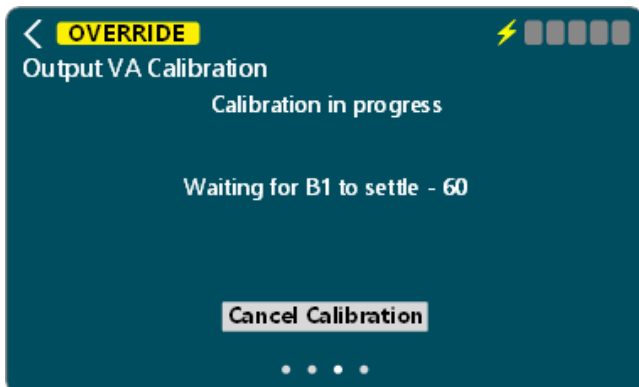 OVERRIDE
Output VA Calibration
Calibration in progress
Waiting for B1 to settle - 60
Cancel Calibration